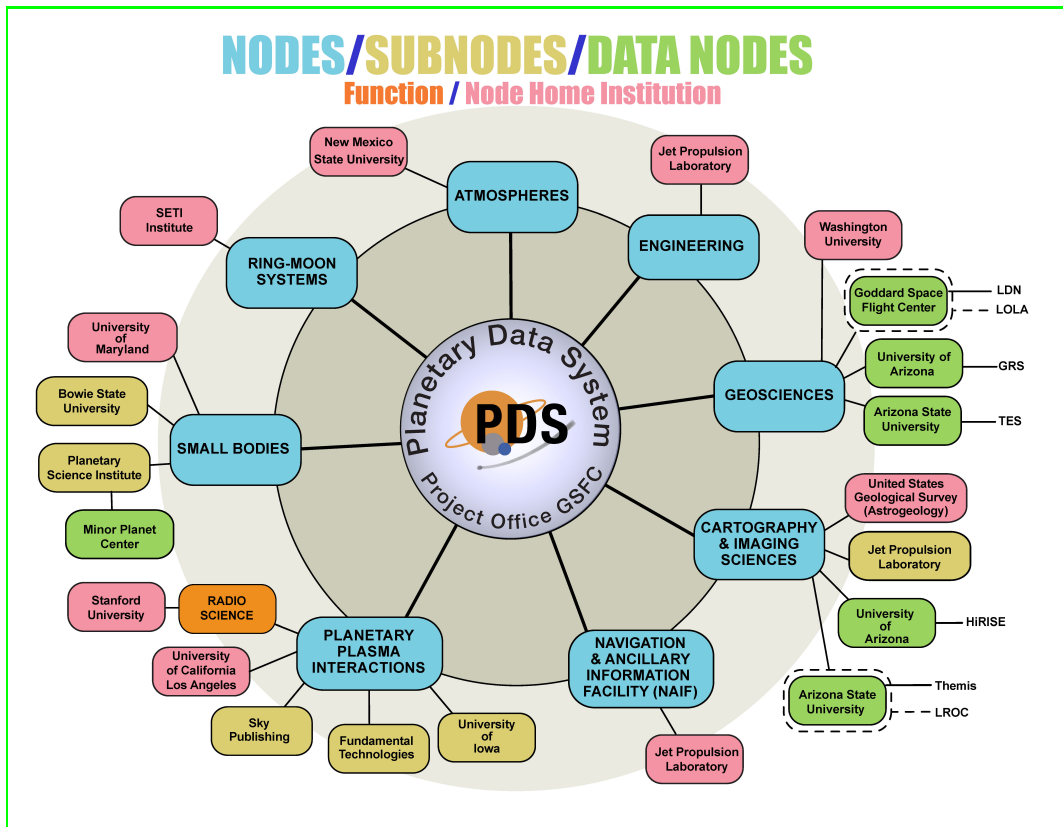 NODES/SUBNODES/DATA NODES
Function / Node Home Institution
New Mexico
State University
ATMOSPHERES
Jet Propulsion
Laboratory
ENGINEERING
SETI
Institute
RING-MOON
SYSTEMS
Washington
University
Goddard Space
Flight Center
LDN
LOLA
University of
Arizona
GRS
GEOSCIENCES
Arizona State
University
TES
University
of
Maryland
Bowie State
University
SMALL BODIES
Planetary
Science Institute
Minor Planet
Center
Planetary Data System
PDS
Project Office GSFC
United States
Geological Survey
(Astrogeology)
CARTOGRAPHY
& IMAGING
SCIENCES
Jet Propulsion
Laboratory
University
of
Arizona
HiRISE
Arizona State
University
Themis
LROC
Stanford
University
RADIO
SCIENCE
PLANETARY
PLASMA
INTERACTIONS
University
of California
Los Angeles
Sky
Publishing
Fundamental
Technologies
University
of
Iowa
NAVIGATION
& ANCILLARY
INFORMATION
FACILITY (NAIF)
Jet Propulsion
Laboratory